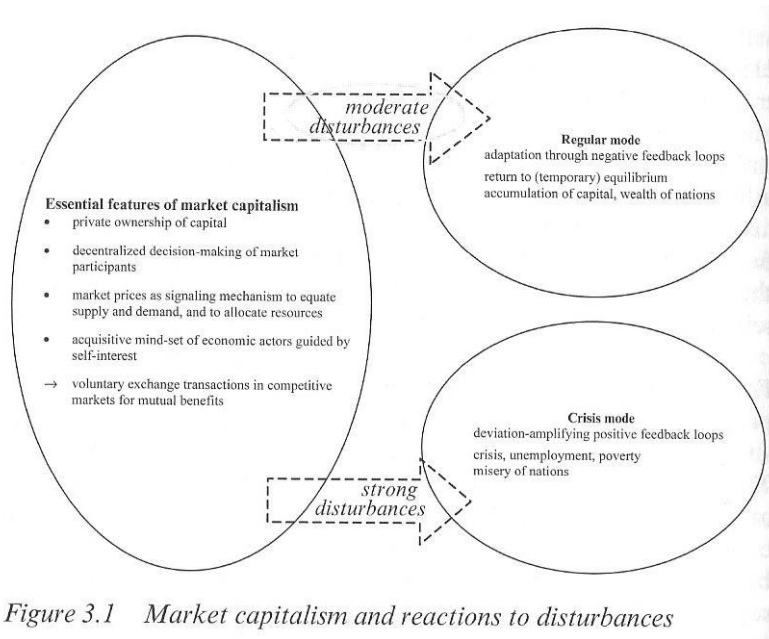 Essential features of market capitalism
• private ownership of capital
• decentralized decision-making of market
participants
• market prices as signaling mechanism to equate
supply and demand, and to allocate resources
• acquisitive mind-set of economic actors guided by
self-interest
→ voluntary exchange transactions in competitive
markets for mutual benefits
moderate
disturbances
Regular mode
adaptation through negative feedback loops
return to (temporary) equilibrium
accumulation of capital, wealth of nations
strong
disturbances
Crisis mode
deviation-amplifying positive feedback loops
crisis, unemployment, poverty
misery of nations
Figure 3.1 Market capitalism and reactions to disturbances